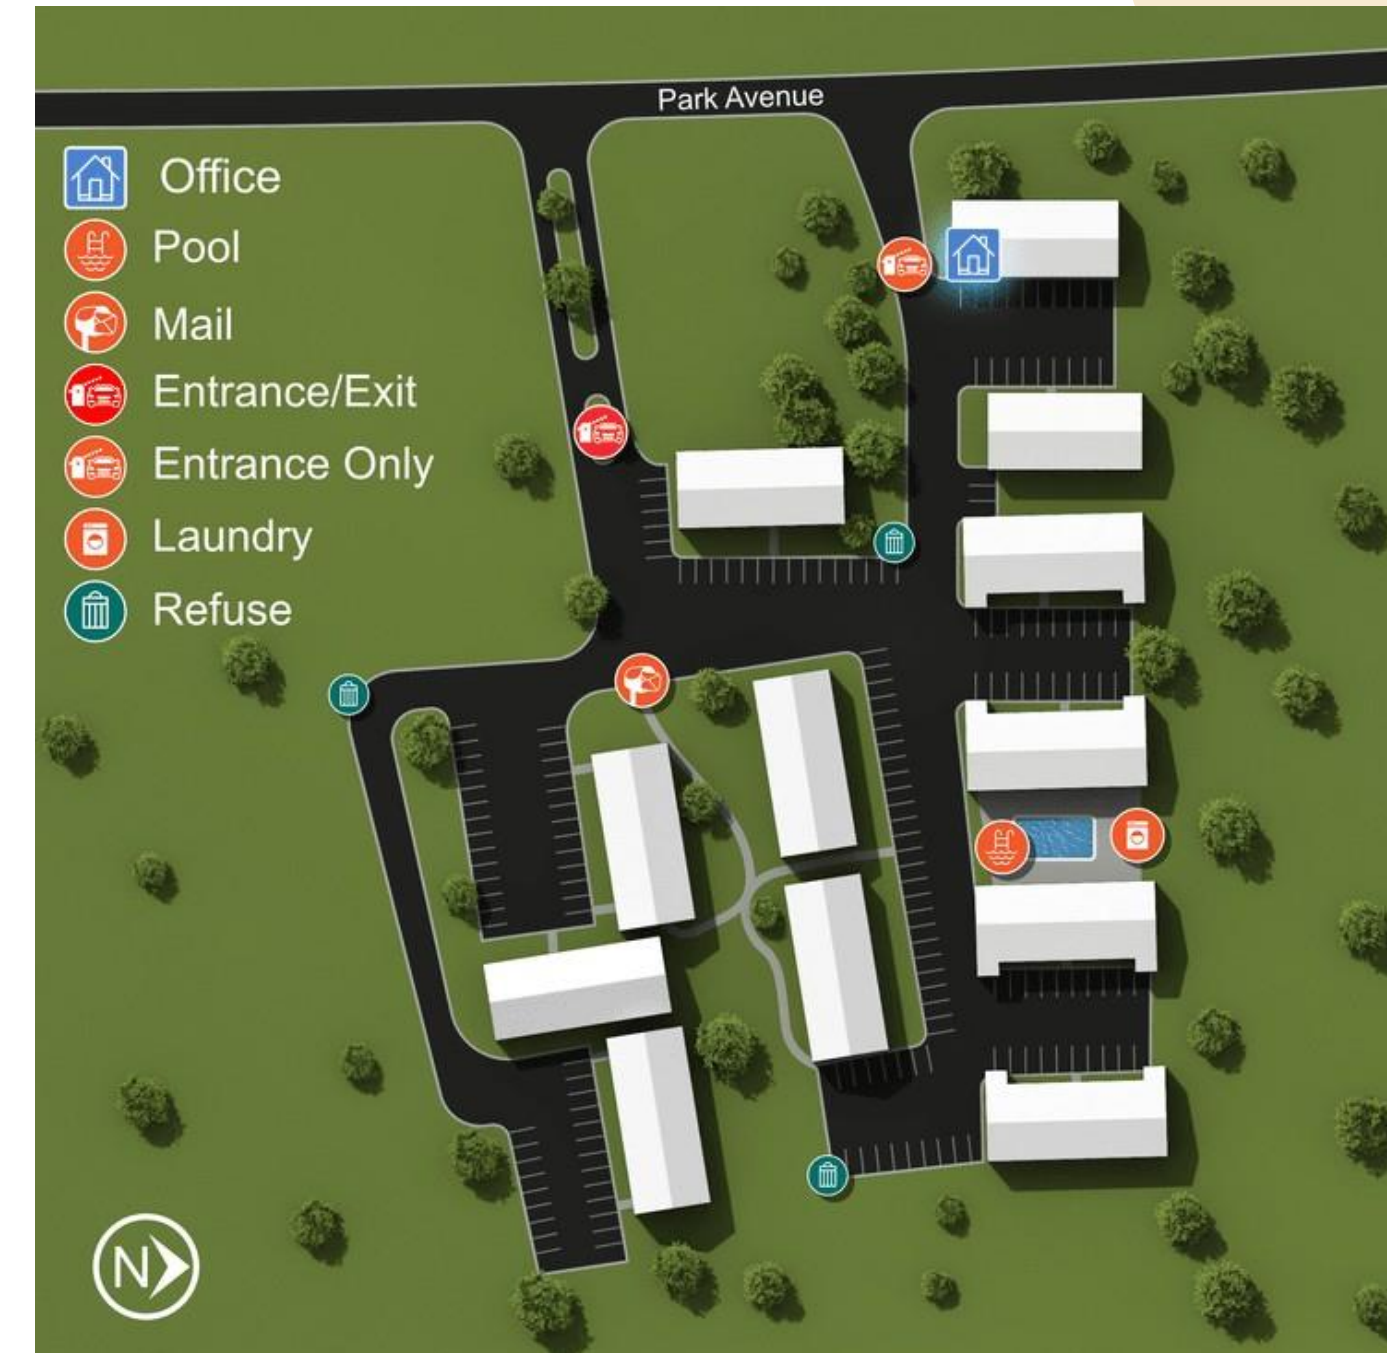 Park Avenue
Office
Pool
Mail
Entrance/Exit
Entrance Only
Laundry
Refuse
N